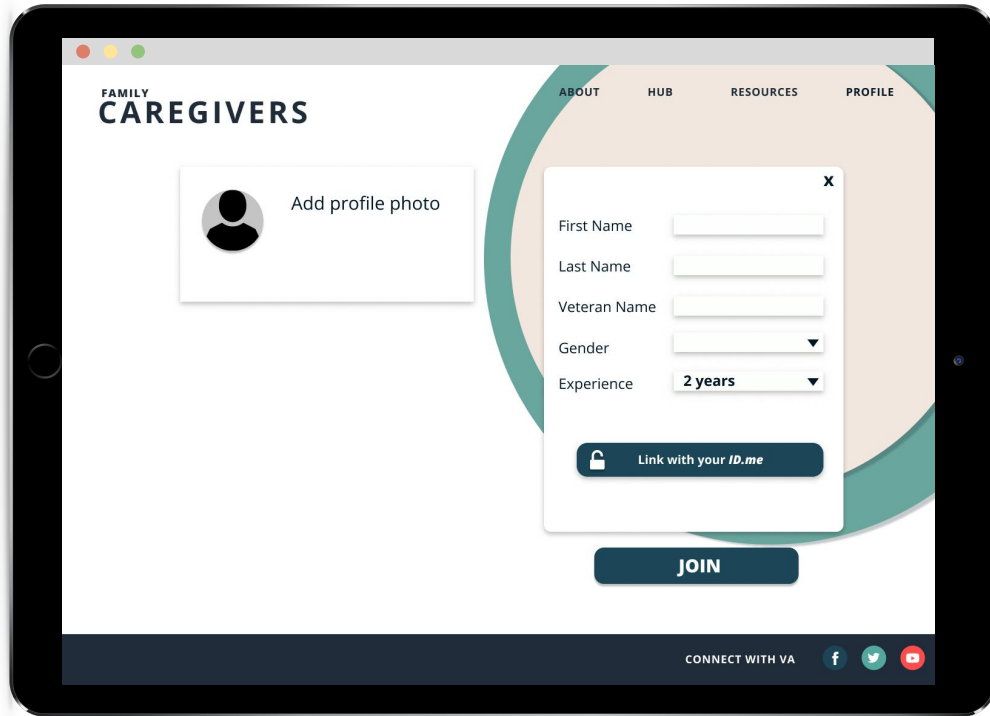 FAMILY
CAREGIVERS
ABOUT HUB RESOURCES PROFILE
Add profile photo
X
First Name
Last Name
Veteran Name
Gender
Experience 2 years
Link with your ID.me
JOIN
CONNECT WITH VA f